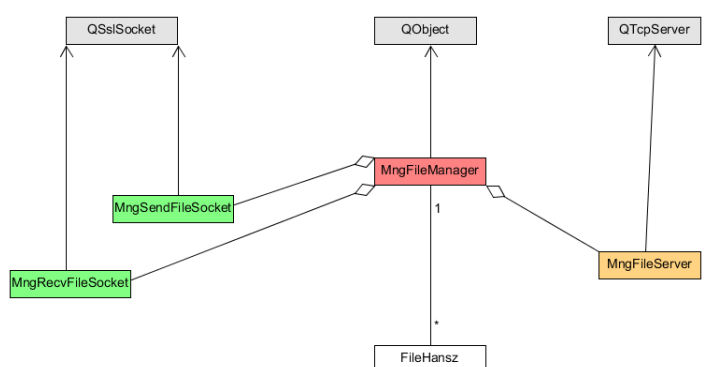 QSslSocket
QObject
QTcpServer
MngFileManager
MngSendFileSocket
1
MngFileServer
MngRecvFileSocket
*
FileHansz